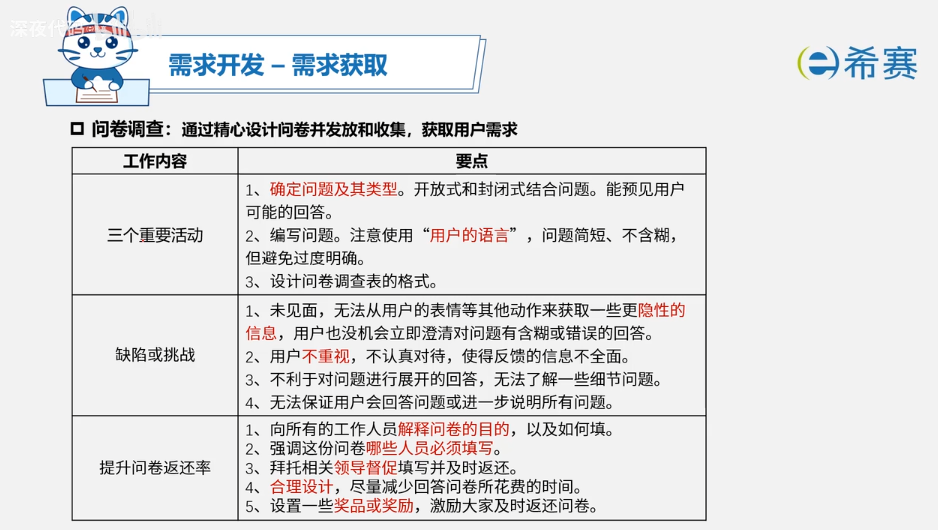 深夜代码
需求开发 – 需求获取
希赛
问卷调查：通过精心设计问卷并发放和收集，获取用户需求
工作内容
要点
三个重要活动
1、确定问题及其类型。开放式和封闭式结合问题。能预见用户
可能的回答。
2、编写问题。注意使用“用户的语言”，问题简短、不含糊，
但避免过度明确。
3、设计问卷调查表的格式。
缺陷或挑战
1、未见面，无法从用户的表情等其他动作来获取一些更隐性的
信息，用户也没机会立即澄清对问题有含糊或错误的回答。
2、用户不重视，不认真对待，使得反馈的信息不全面。
3、不利于对问题进行展开的回答，无法了解一些细节问题。
4、无法保证用户会回答问题或进一步说明所有问题。
提升问卷返还率
1、向所有的工作人员解释问卷的目的，以及如何填。
2、强调这份问卷哪些人员必须填写。
3、拜托相关领导督促填写并及时返还。
4、合理设计，尽量减少回答问卷所花费的时间。
5、设置一些奖品或奖励，激励大家及时返还问卷。